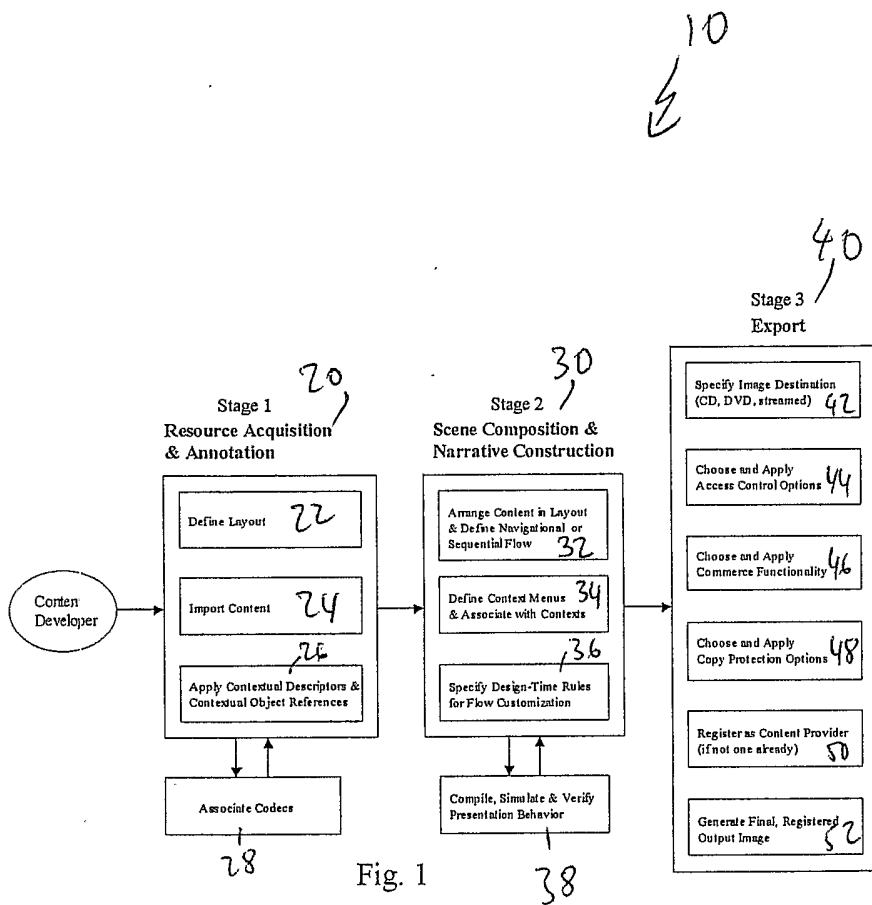 10
40
Stage 3
Export
Specify Image Destination
(CD, DVD, streamed) 42
Choose and Apply
Access Control Options 44
Choose and Apply
Commerce Functionality 46
Choose and Apply
Copy Protection Options 48
Register as Content Provider
(if not one already) 50
Generate Final, Registered
Output Image 52
30
Stage 2
Scene Composition &
Narrative Construction
Arrange Content in Layout
& Define Navigational or
Sequential Flow 32
Define Context Menus 34
& Associate with Contexts
36
Specify Design-Time Rules
for Flow Customization
Compile, Simulate & Verify
Presentation Behavior
38
20
Stage 1
Resource Acquisition
& Annotation
Define Layout 22
Import Content 24
26
Apply Contextual Descriptors &
Contextual Object References
Associate Codecs
28
Conten
Developer
Fig. 1